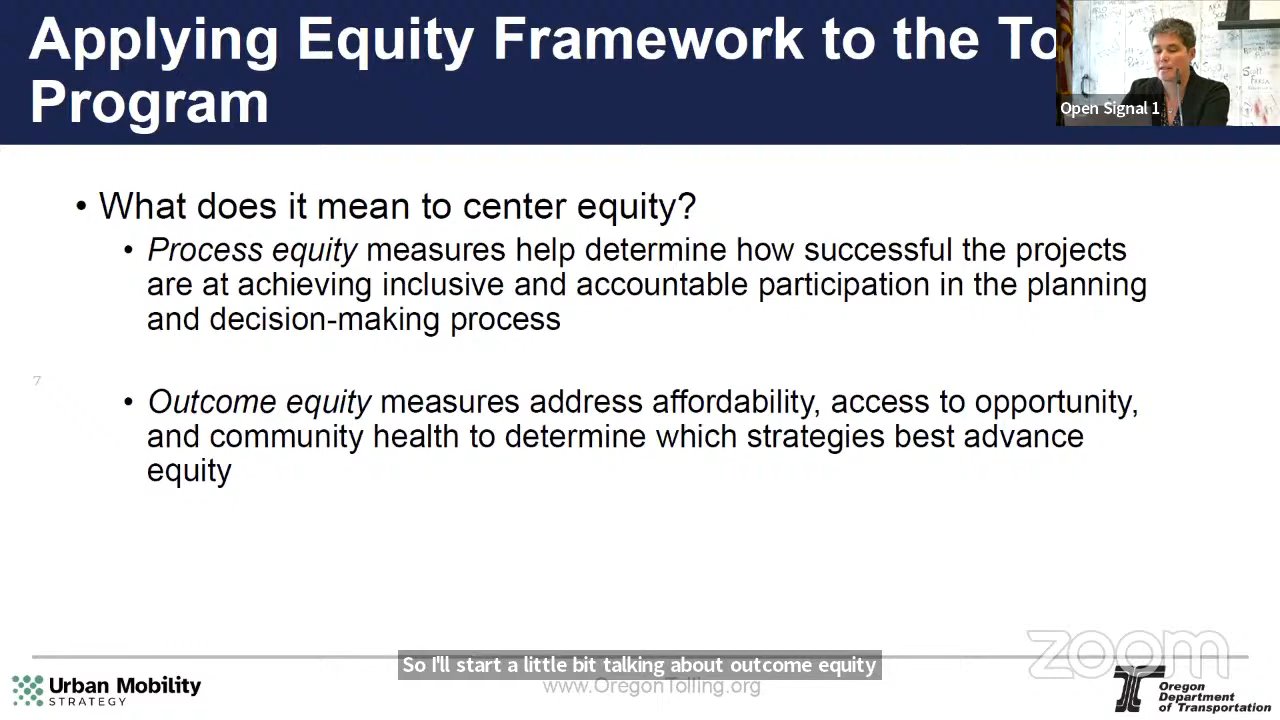 Applying Equity Framework to the To
Program
Open Signal 1
• What does it mean to center equity?
• Process equity measures help determine how successful the projects
are at achieving inclusive and accountable participation in the planning
and decision-making process
7
• Outcome equity measures address affordability, access to opportunity,
and community health to determine which strategies best advance
equity
So I'll start a little bit talking about outcome equity
www.OregonTolling.org
zoom
Urban Mobility
STRATEGY
Oregon
Department
of Transportation